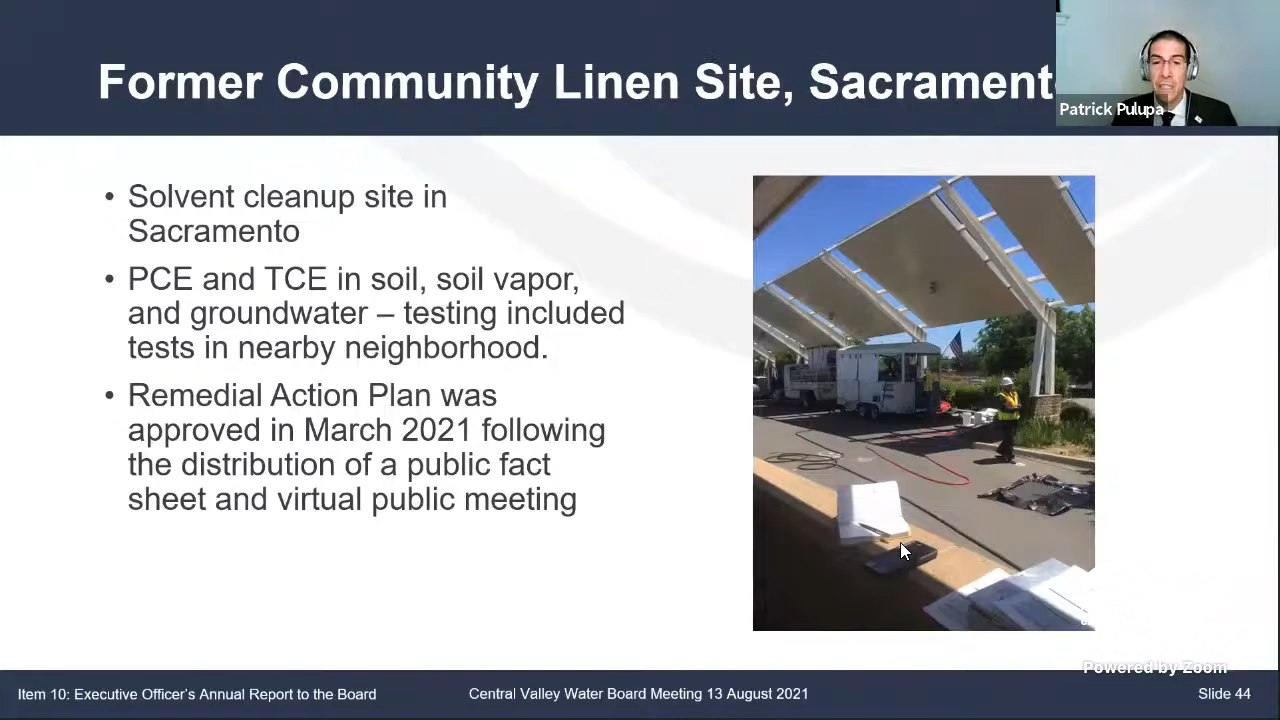 Former Community Linen Site, Sacrament
Patrick Pulupa
• Solvent cleanup site in
Sacramento
• PCE and TCE in soil, soil vapor,
and groundwater – testing included
tests in nearby neighborhood.
• Remedial Action Plan was
approved in March 2021 following
the distribution of a public fact
sheet and virtual public meeting
Powered by Zoom
Item 10: Executive Officer's Annual Report to the Board
Central Valley Water Board Meeting 13 August 2021
Slide 44